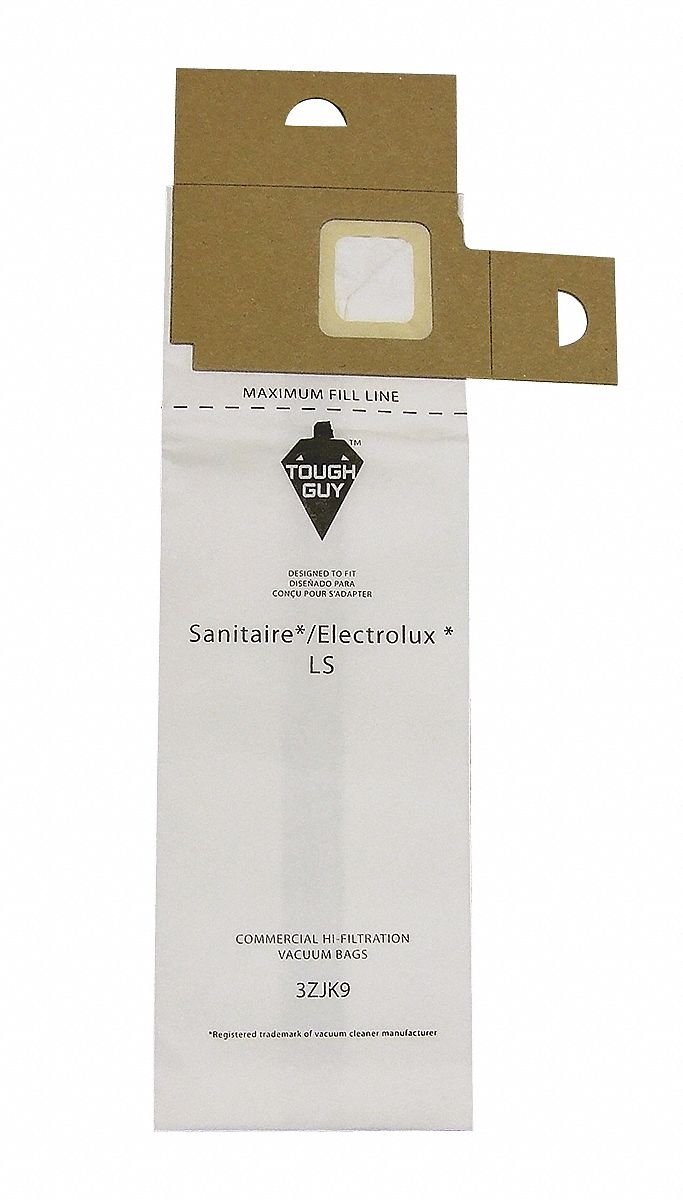 MAXIMUM FILL LINE
TM
TOUGH
GUY
DESIGNED TO FIT
DISEÑADO PARA
CONÇU POUR S'ADAPTER
Sanitaire*/Electrolux *
LS
COMMERCIAL HI-FILTRATION
VACUUM BAGS
3ZJK9
*Registered trademark of vacuum cleaner manufacturer